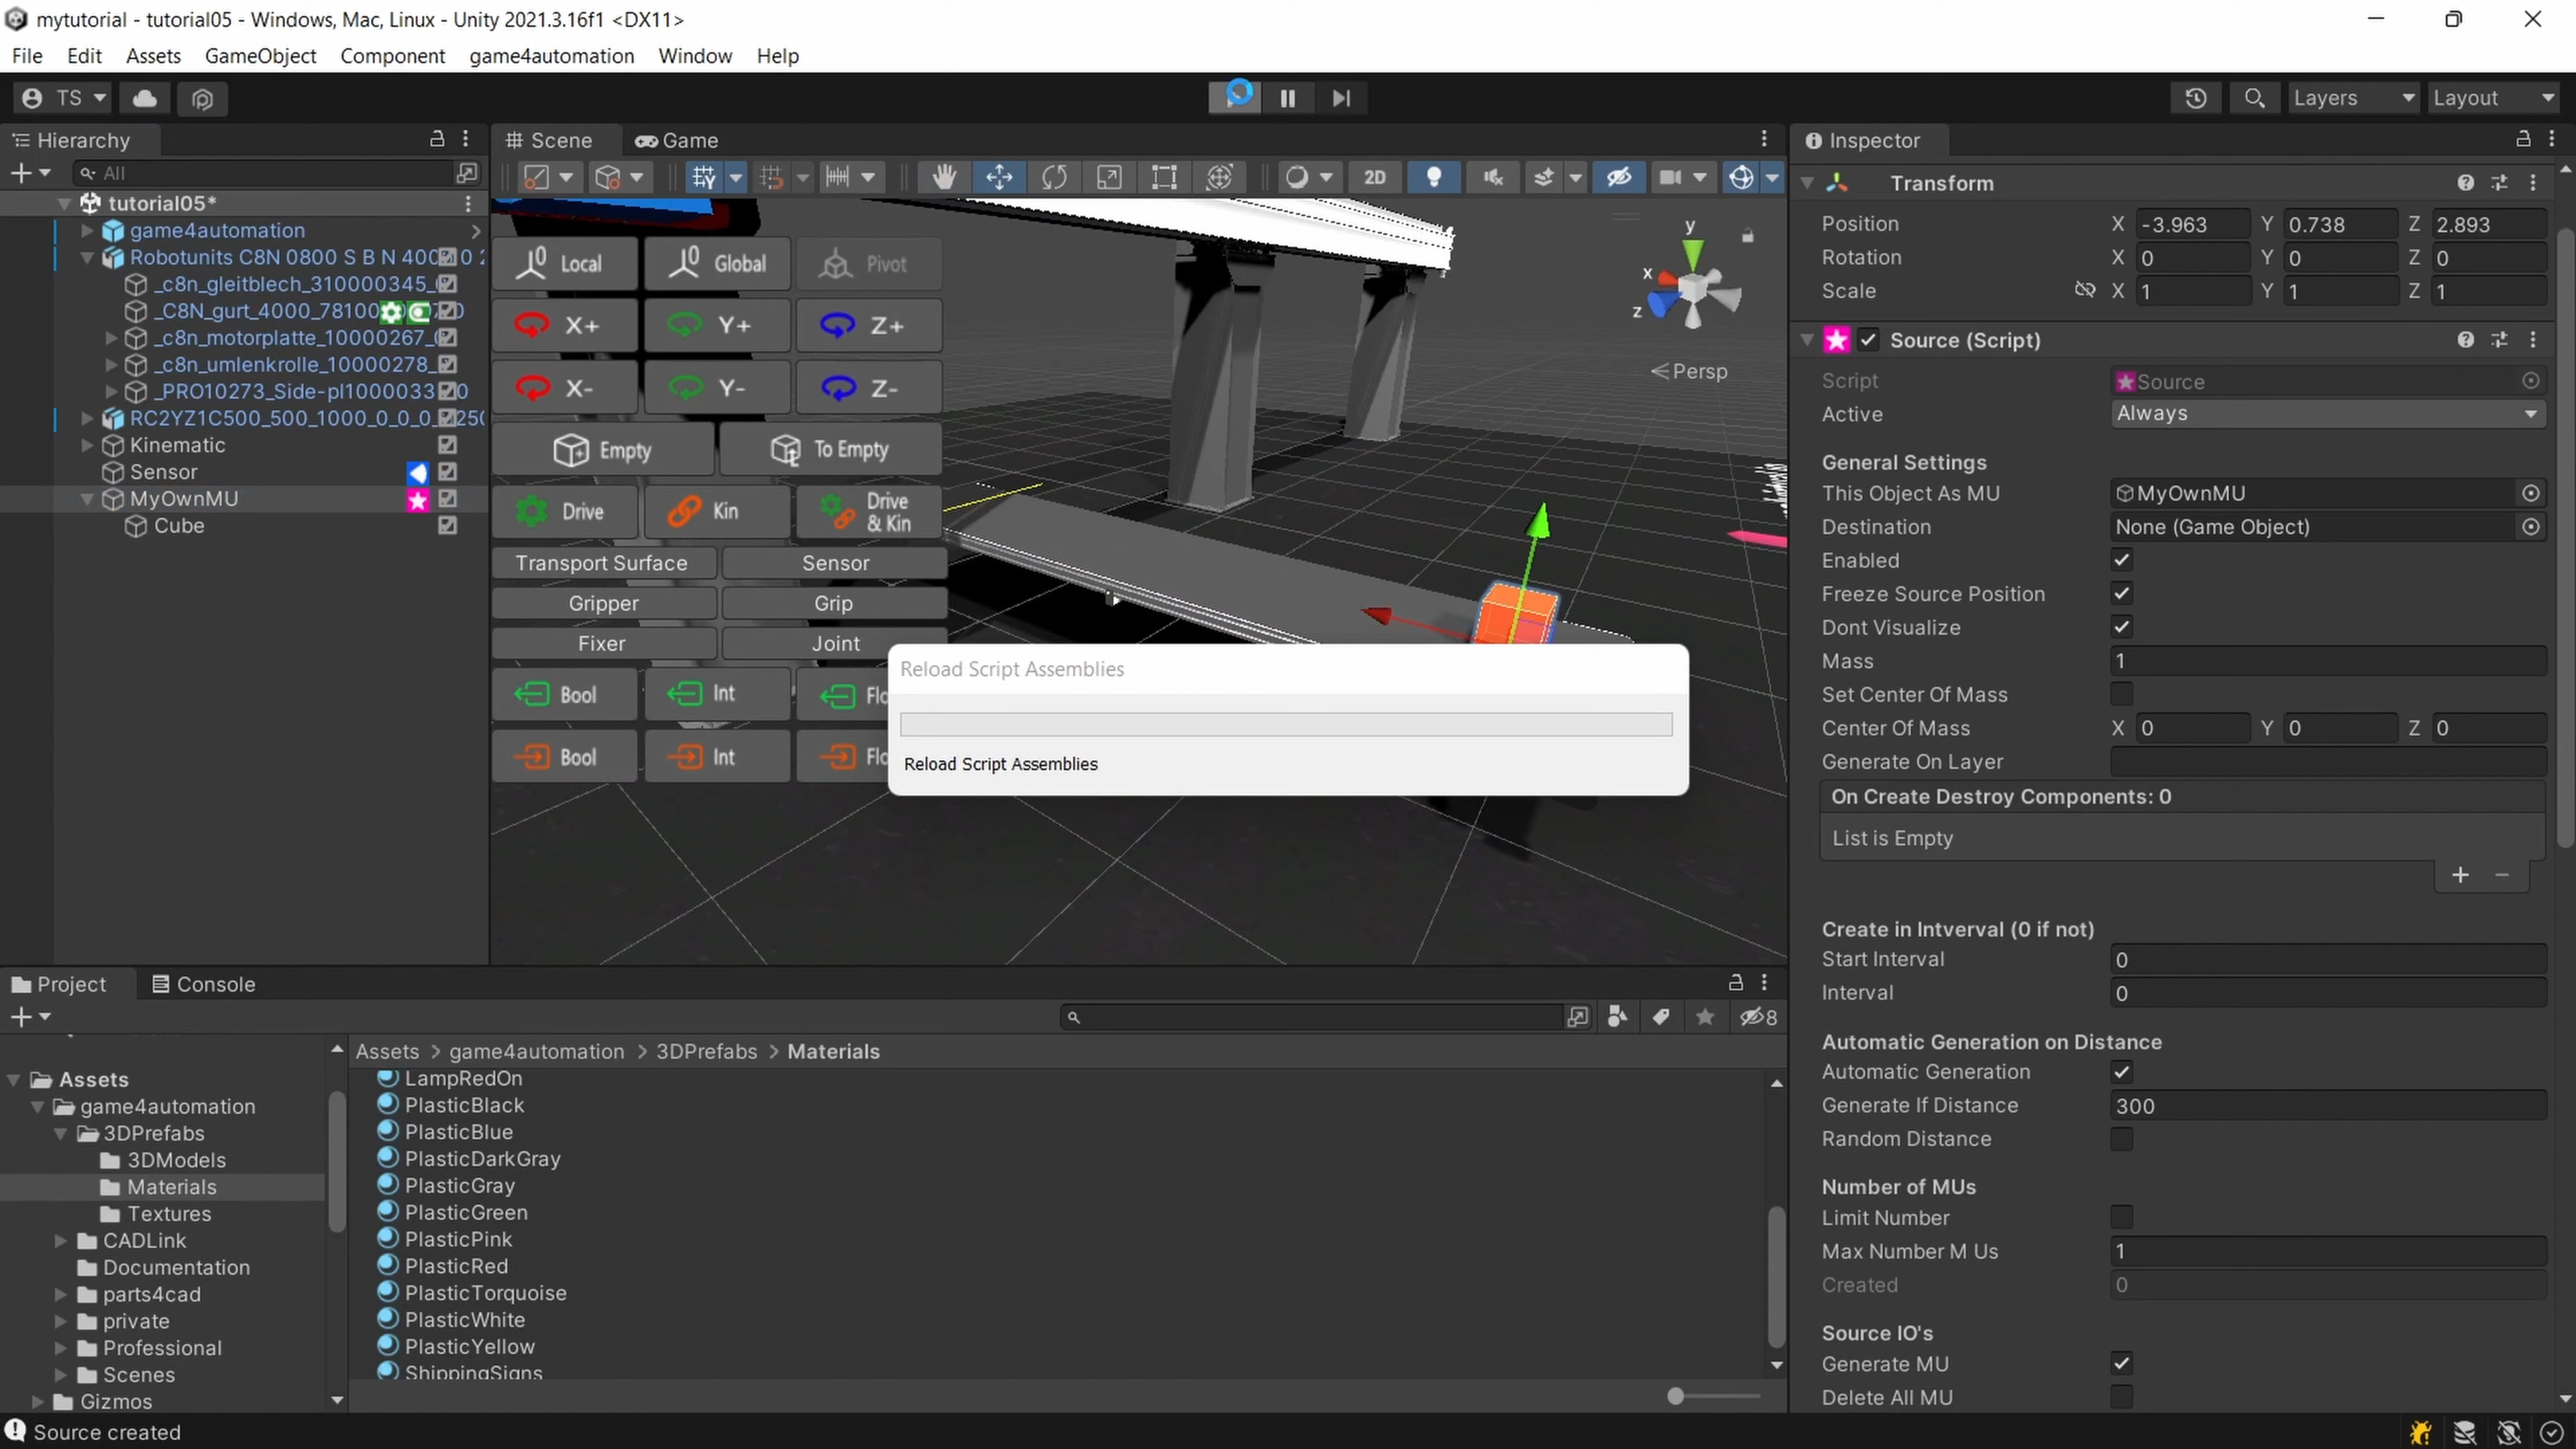 mytutorial - tutorial05 - Windows, Mac, Linux - Unity 2021.3.16f1 <DX11>
File Edit Assets GameObject Component game4automation Window Help
TS
Layers
Layout
Hierarchy
All
tutorial05*
game4automation
Robotunits C8N 0800 S B N 400
_c8n_gleitblech_310000345_
_C8N_gurt_4000_78100
_c8n_motorplatte_10000267_
_c8n_umlenkrolle_10000278_
_PRO10273_Side-pl1000033
RC2YZ1C500_500_1000_0_0_0_
Kinematic
Sensor
MyOwnMU
Cube
Scene
Game
2D
Local
Global
Pivot
X+
Y+
Z+
X-
Y-
Z-
Empty
To Empty
Drive
Kin
Drive & Kin
Transport Surface
Sensor
Gripper
Grip
Fixer
Joint
Bool
Int
Flo
Bool
Int
Flo
y
x
z
Persp
Reload Script Assemblies
Reload Script Assemblies
Inspector
Transform
Position X -3.963 Y 0.738 Z 2.893
Rotation X 0 Y 0 Z 0
Scale X 1 Y 1 Z 1
Source (Script)
Script Source
Active Always
General Settings
This Object As MU MyOwnMU
Destination None (Game Object)
Enabled
Freeze Source Position
Dont Visualize
Mass 1
Set Center Of Mass
Center Of Mass X 0 Y 0 Z 0
Generate On Layer
On Create Destroy Components: 0
List is Empty
Create in Intverval (0 if not)
Start Interval 0
Interval 0
Automatic Generation on Distance
Automatic Generation
Generate If Distance 300
Random Distance
Number of MUs
Limit Number
Max Number M Us 1
Created 0
Source IO's
Generate MU
Delete All MU
Project
Console
8
Assets
game4automation
3DPrefabs
3DModels
Materials
Textures
CADLink
Documentation
parts4cad
private
Professional
Scenes
Gizmos
Assets > game4automation > 3DPrefabs > Materials
LampRedOn
PlasticBlack
PlasticBlue
PlasticDarkGray
PlasticGray
PlasticGreen
PlasticPink
PlasticRed
PlasticTorquoise
PlasticWhite
PlasticYellow
ShippingSigns
Source created